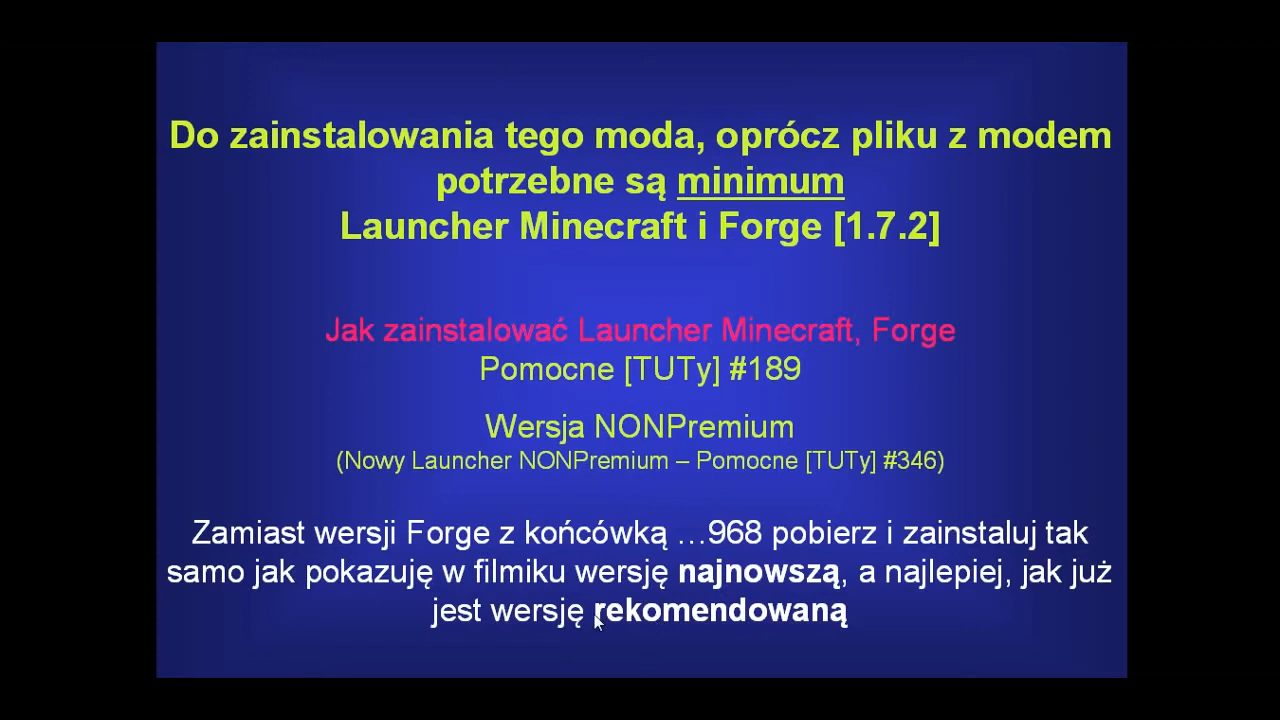 Do zainstalowania tego moda, oprócz pliku z modem
potrzebne są minimum
Launcher Minecraft i Forge [1.7.2]
Jak zainstalować Launcher Minecraft, Forge
Pomocne [TUTy] #189
Wersja NONPremium
(Nowy Launcher NONPremium – Pomocne [TUTy] #346)
Zamiast wersji Forge z końcówką …968 pobierz i zainstaluj tak
samo jak pokazuję w filmiku wersję najnowszą, a najlepiej, jak już
jest wersję rekomendowaną